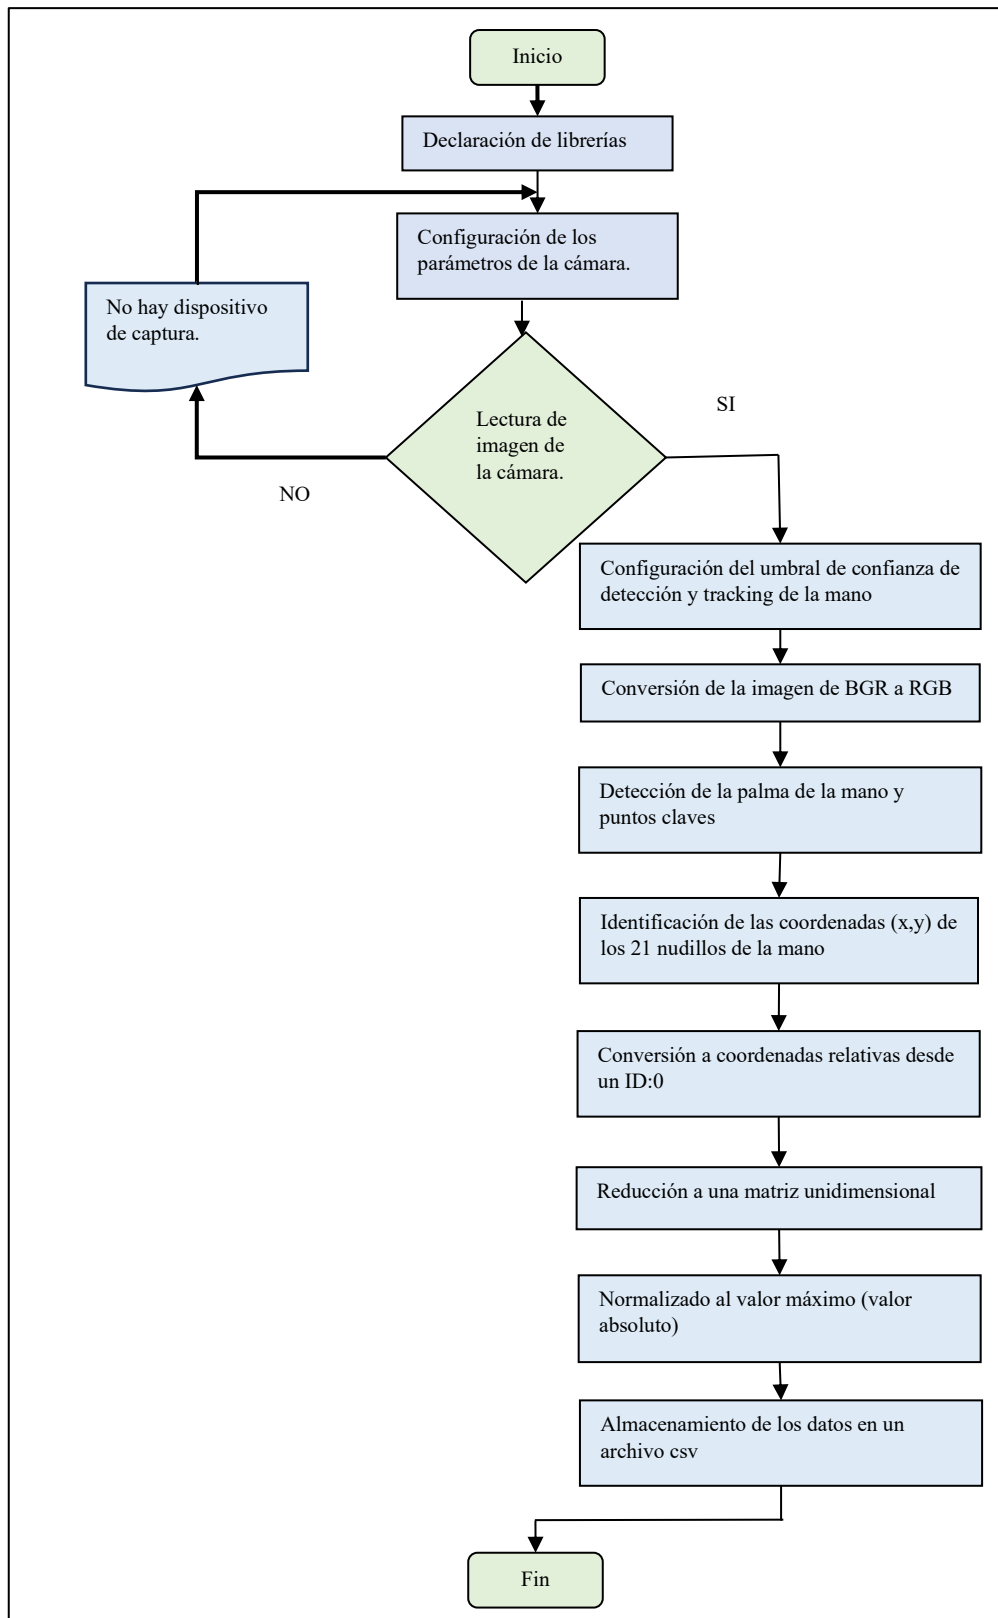 Inicio
Declaración de librerías
Configuración de los
parámetros de la cámara.
No hay dispositivo
de captura.
Lectura de
imagen de
la cámara.
SI
NO
Configuración del umbral de confianza de
detección y tracking de la mano
Conversión de la imagen de BGR a RGB
Detección de la palma de la mano y
puntos claves
Identificación de las coordenadas (x,y) de
los 21 nudillos de la mano
Conversión a coordenadas relativas desde
un ID:0
Reducción a una matriz unidimensional
Normalizado al valor máximo (valor
absoluto)
Almacenamiento de los datos en un
archivo csv
Fin